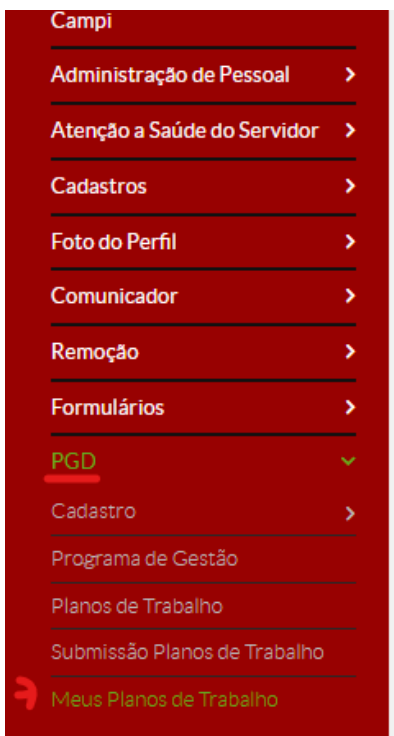 Campi
Administração de Pessoal
Atenção a Saúde do Servidor
Cadastros
Foto do Perfil
Comunicador
Remoção
Formulários
PGD
Cadastro
Programa de Gestão
Planos de Trabalho
Submissão Planos de Trabalho
Meus Planos de Trabalho